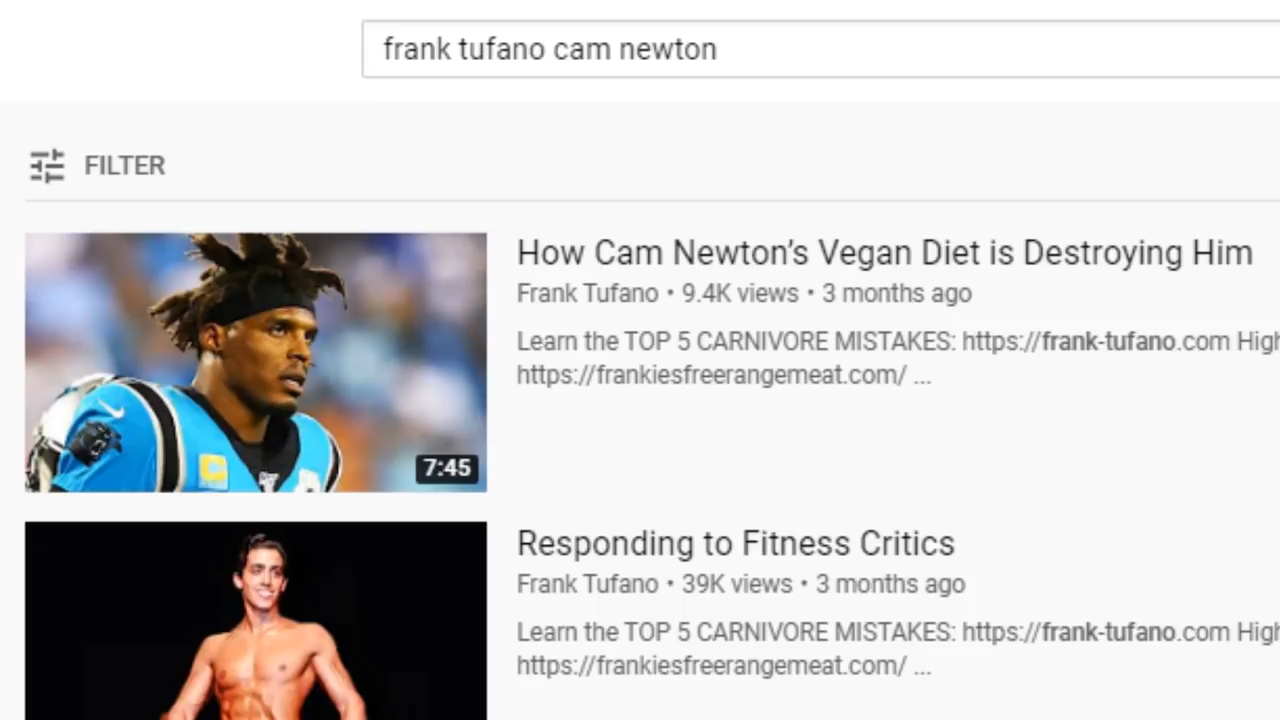 frank tufano cam newton
FILTER
How Cam Newton’s Vegan Diet is Destroying Him
Frank Tufano • 9.4K views • 3 months ago
Learn the TOP 5 CARNIVORE MISTAKES: https://frank-tufano.com High
https://frankiesfreerangemeat.com/ ...
7:45
Responding to Fitness Critics
Frank Tufano • 39K views • 3 months ago
Learn the TOP 5 CARNIVORE MISTAKES: https://frank-tufano.com High
https://frankiesfreerangemeat.com/ ...